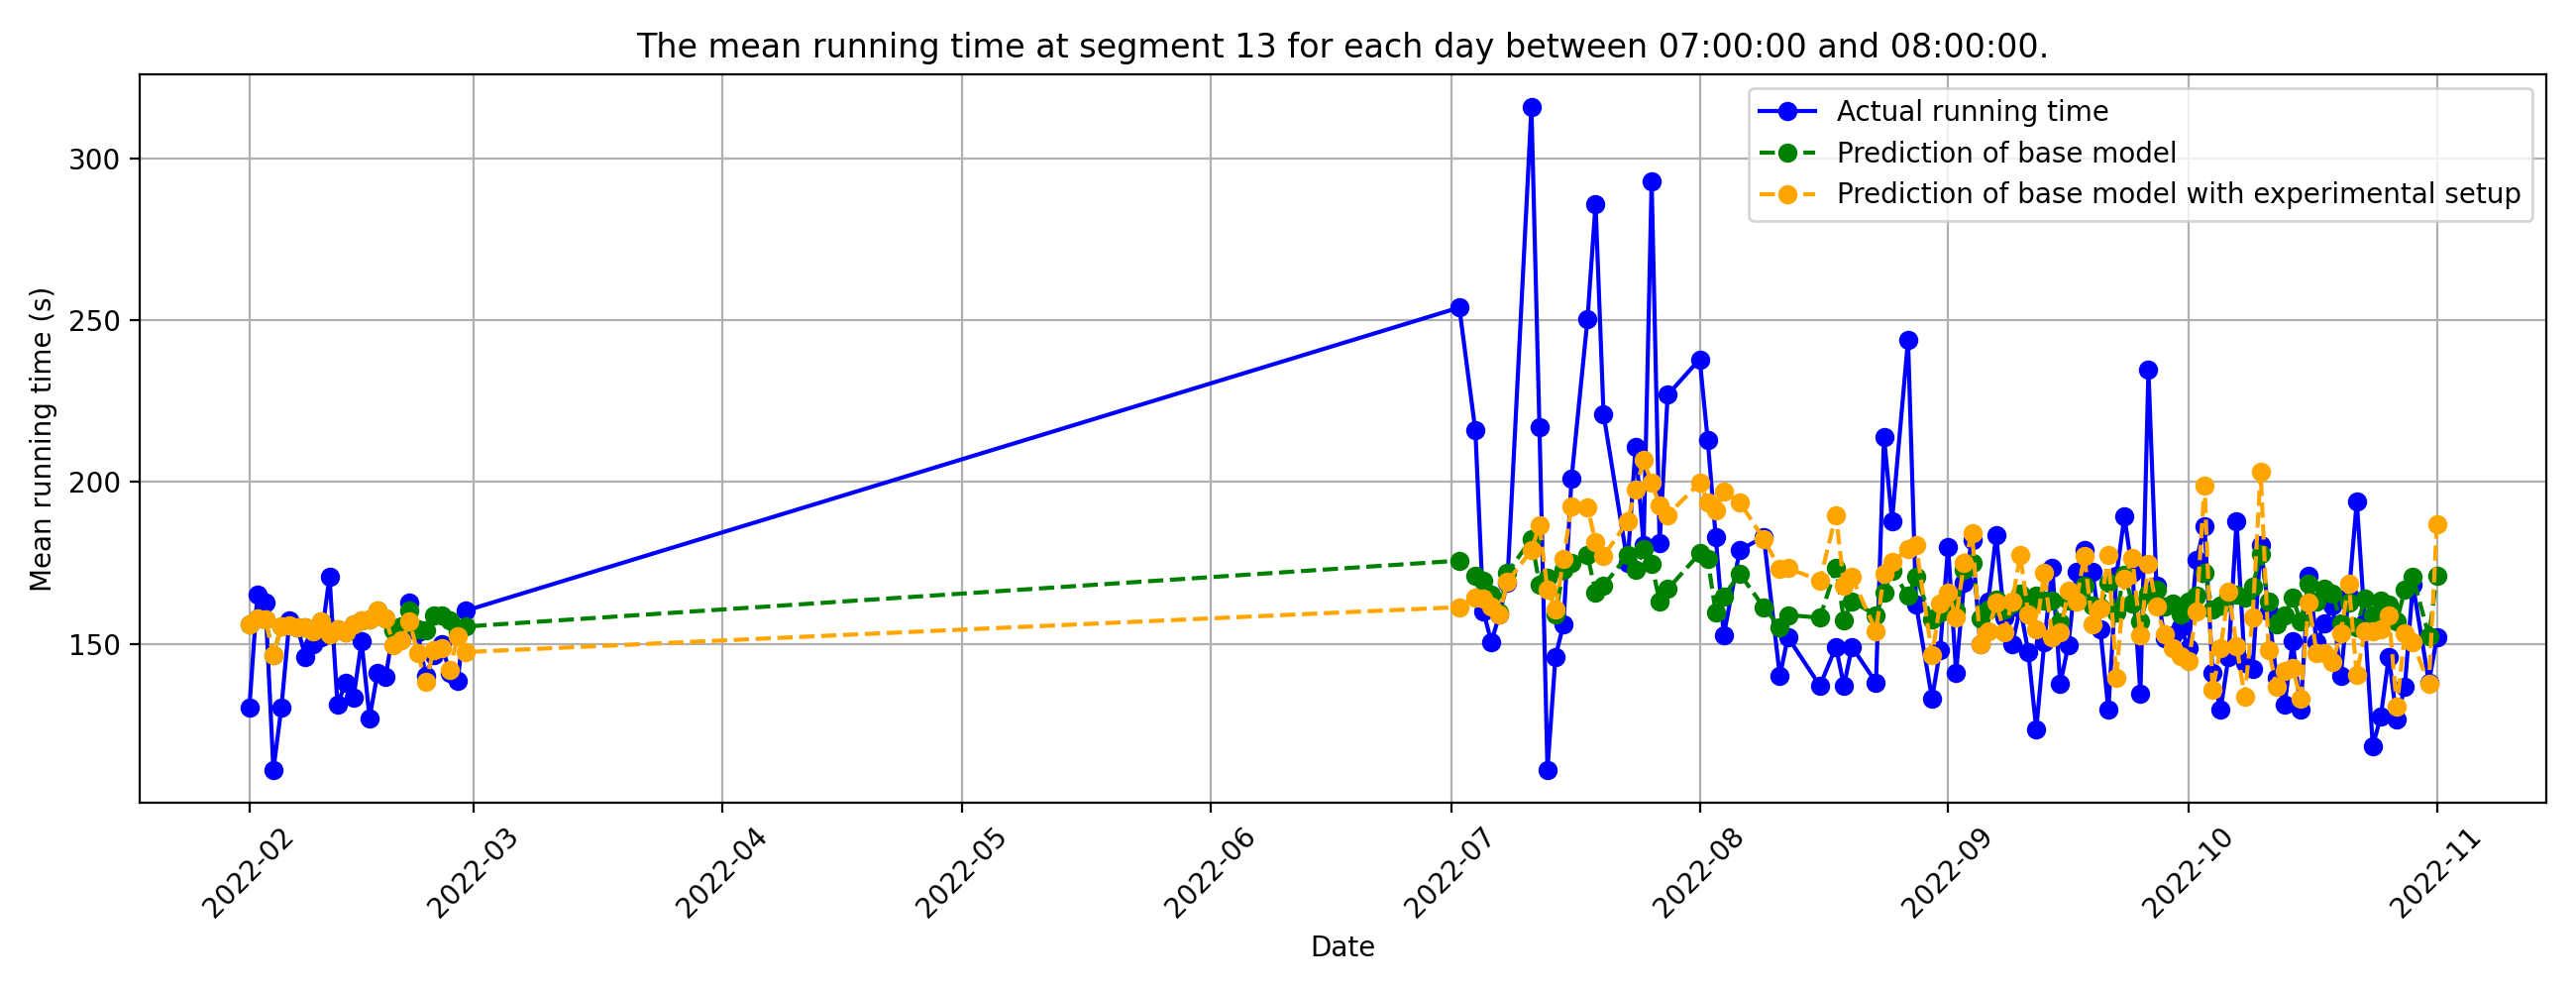 The mean running time at segment 13 for each day between 07:00:00 and 08:00:00.
Actual running time
Prediction of base model
Prediction of base model with experimental setup
Mean running time (s)
300
250
200
150
2022-02
2022-03
2022-04
2022-05
2022-06
2022-07
2022-08
2022-09
2022-10
2022-11
Date